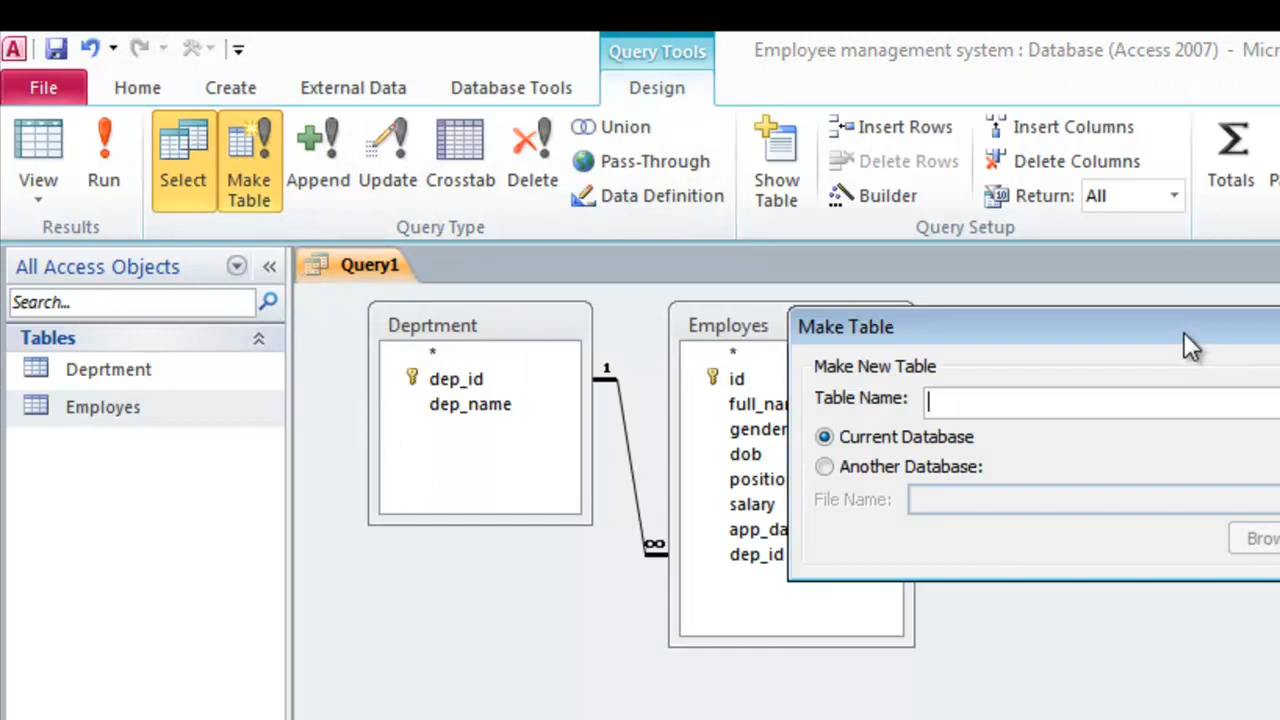 A
Query Tools
Employee management system : Database (Access 2007) - Micr
File
Home
Create
External Data
Database Tools
Design
View
Run
Select
Make
Table
Append
Update
Crosstab
Delete
Union
Pass-Through
Data Definition
Show
Table
Insert Rows
Delete Rows
Builder
Insert Columns
Delete Columns
Return: All
Σ
Totals
Pa
Results
Query Type
Query Setup
All Access Objects
«
Search...
Tables
Deprtment
Employes
Query1
Deprtment
*
dep_id
dep_name
1
∞
Employes
*
id
full_nar
gender
dob
positio
salary
app_da
dep_id
Make Table
Make New Table
Table Name:
Current Database
Another Database:
File Name:
Brow